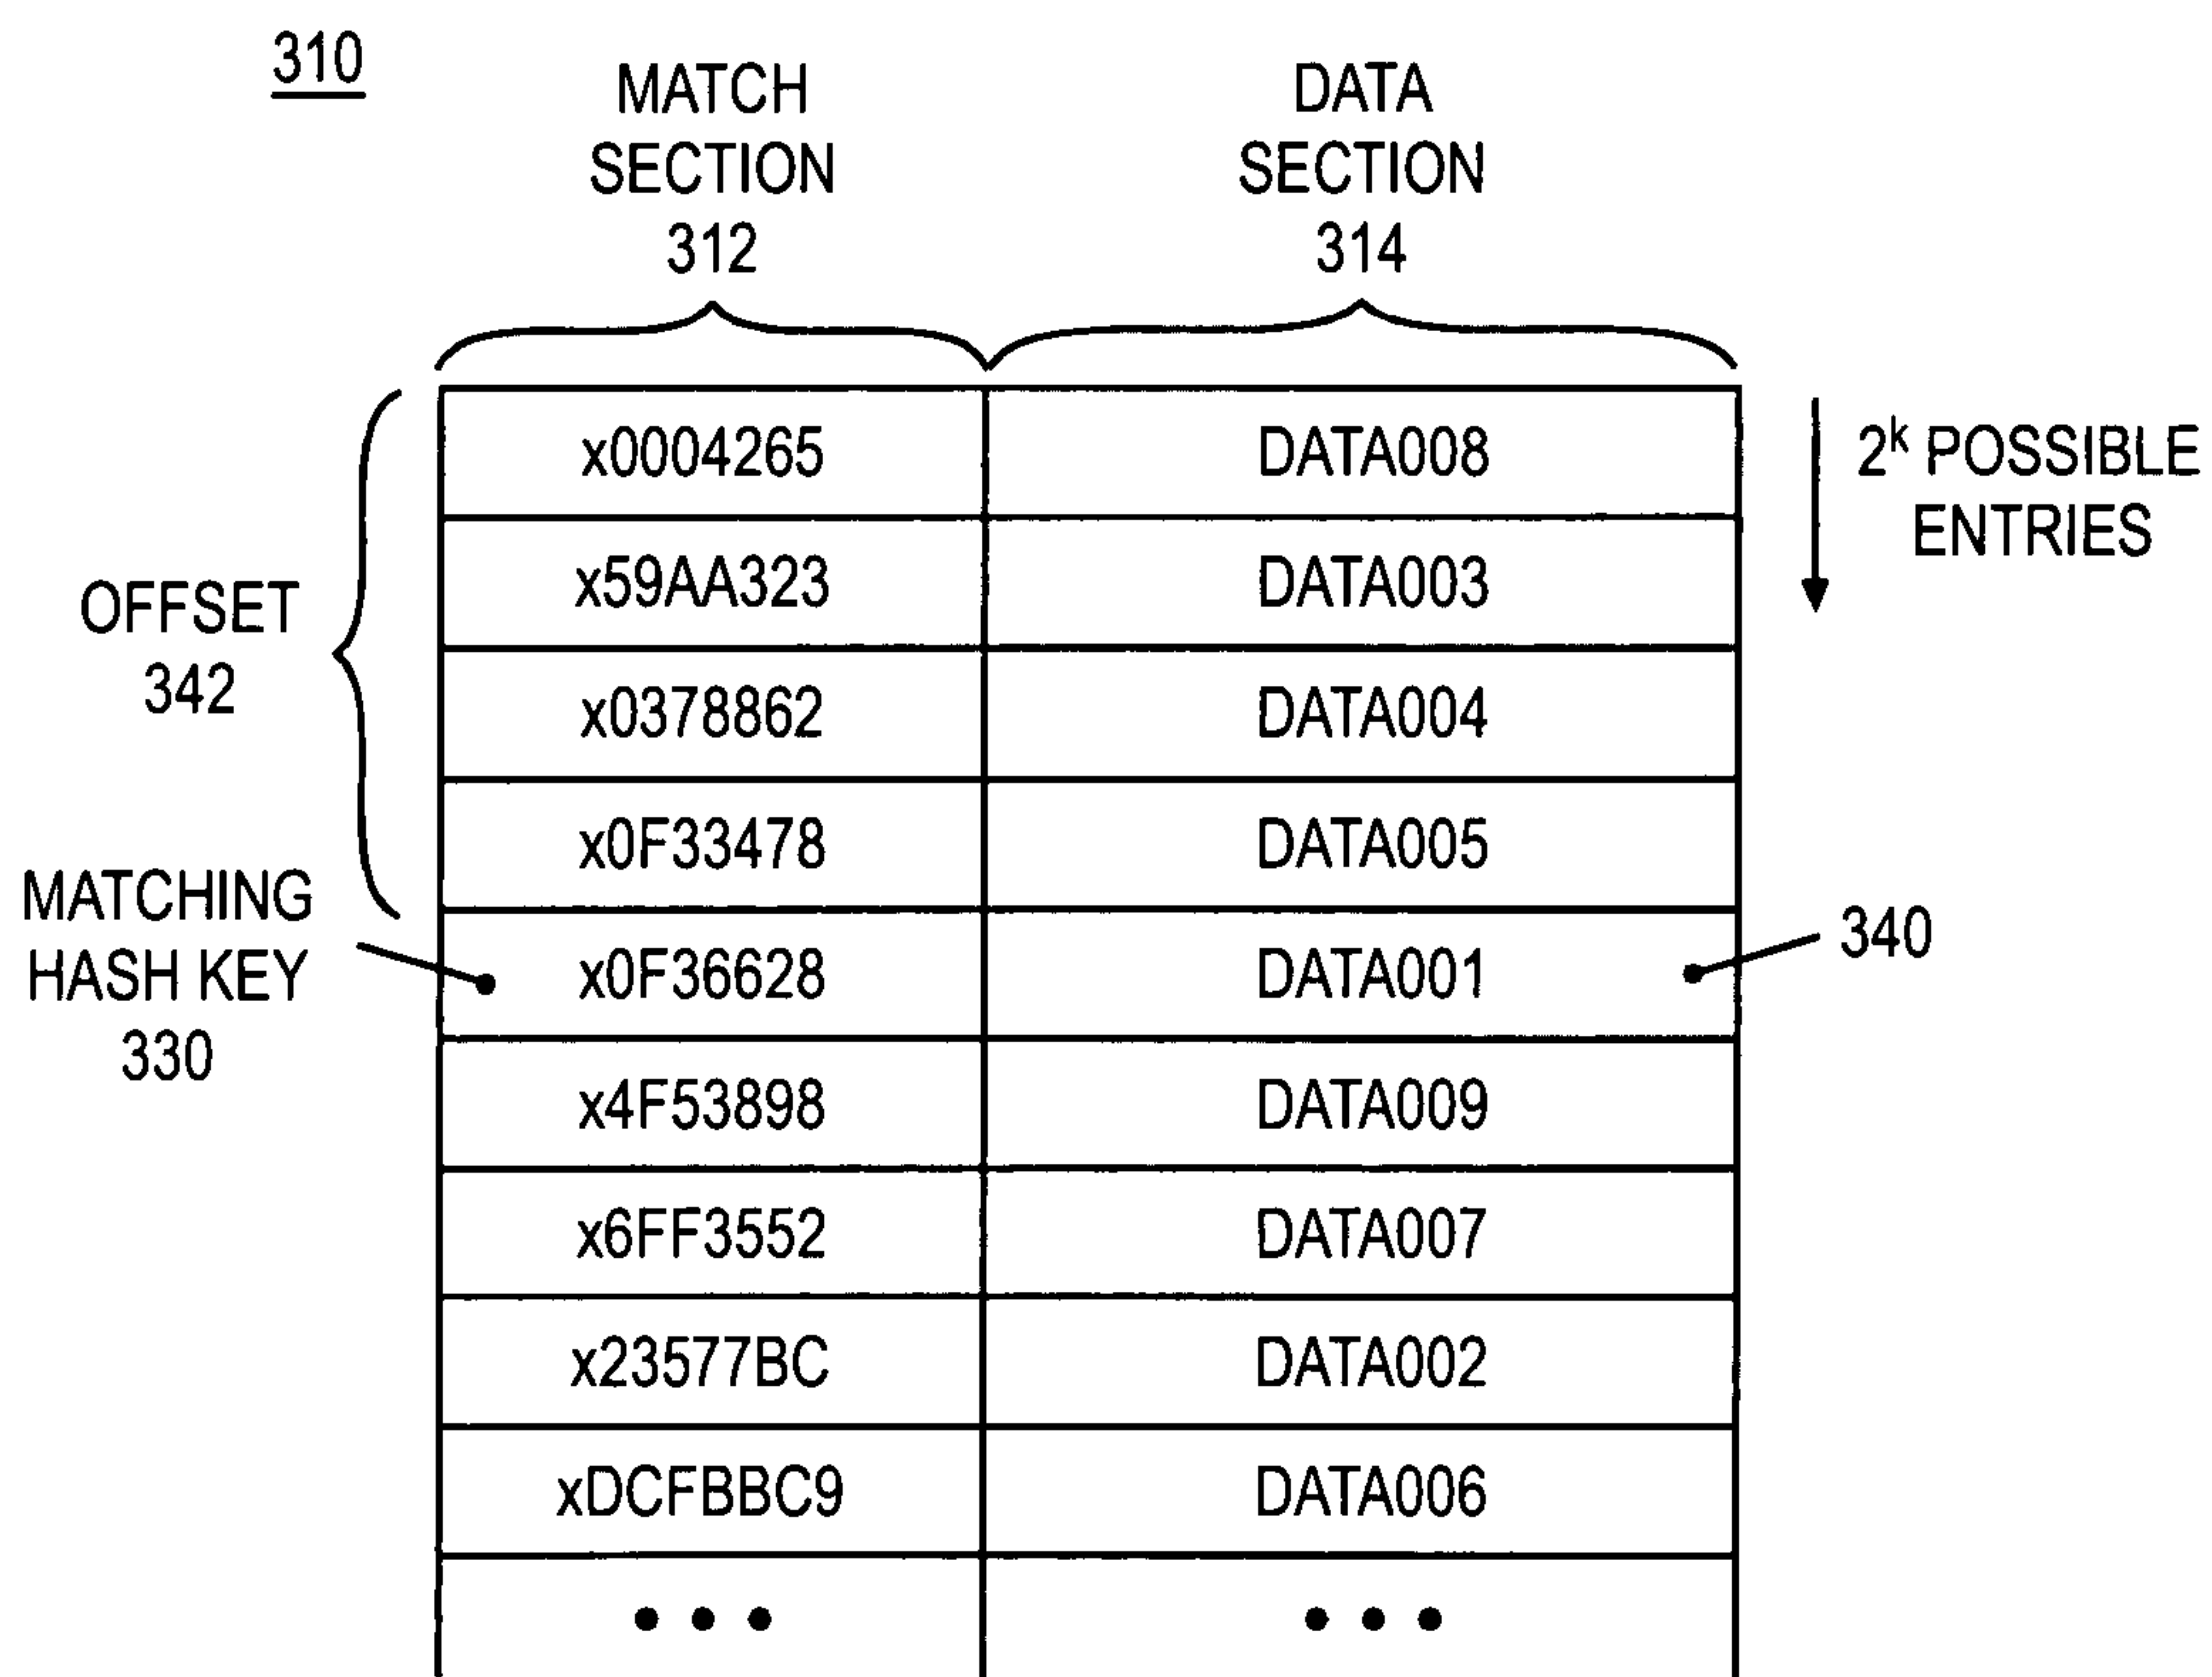 310
MATCH
SECTION
312
DATA
SECTION
314
x0004265 DATA008
x59AA323 DATA003
x0378862 DATA004
x0F33478 DATA005
x0F36628 DATA001
x4F53898 DATA009
x6FF3552 DATA007
x23577BC DATA002
xDCFBBC9 DATA006
• • • • • •
2^k POSSIBLE
ENTRIES
OFFSET
342
MATCHING
HASH KEY
330
340